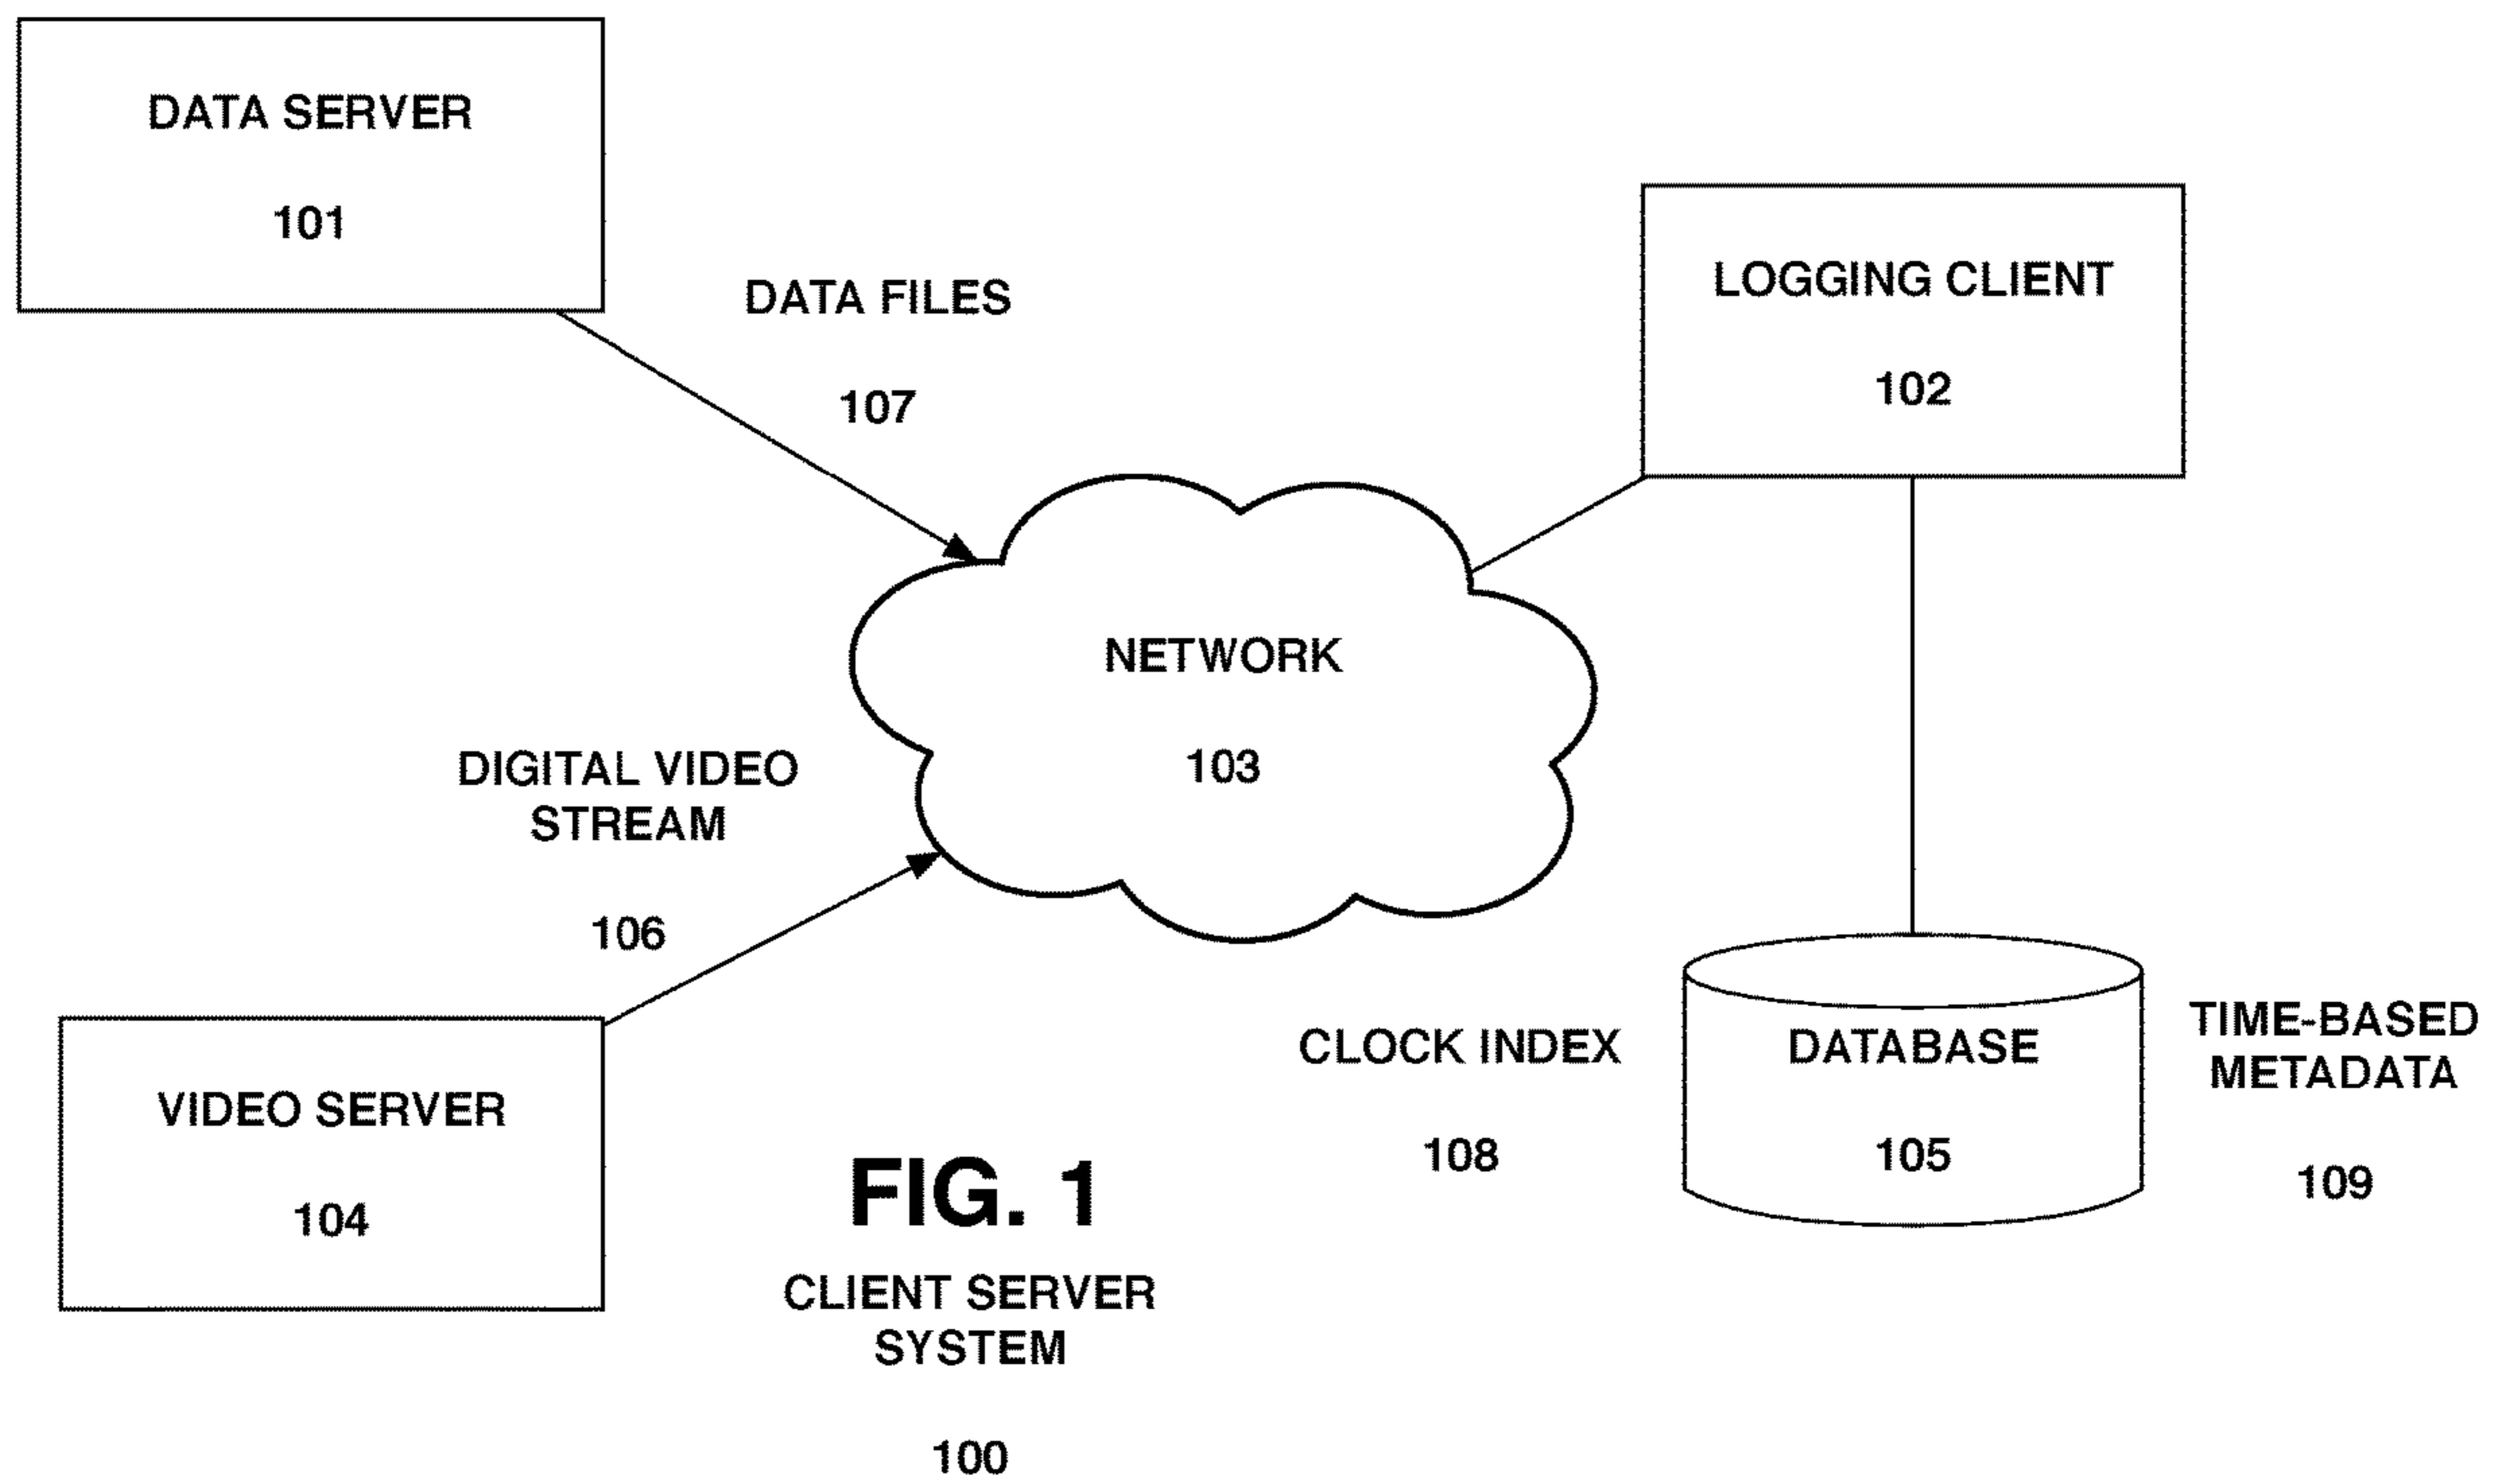 DATA SERVER
101
DATA FILES
107
LOGGING CLIENT
102
NETWORK
103
DIGITAL VIDEO
STREAM
106
VIDEO SERVER
104
CLOCK INDEX
108
DATABASE
105
TIME-BASED
METADATA
109
FIG. 1
CLIENT SERVER
SYSTEM
100